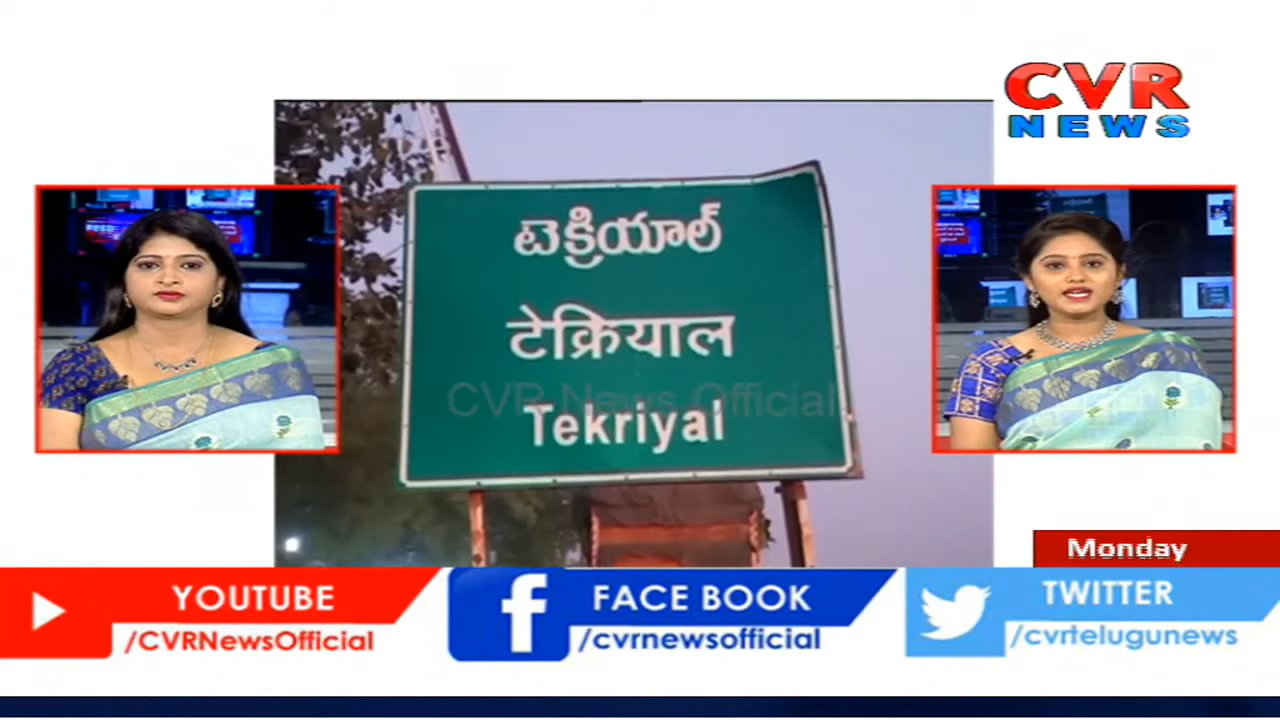 CVR
NEWS
టెక్రియాల్
टेक्रियाल
Tekriyal
CVR News Official
Monday
YOUTUBE
/CVRNewsOfficial
FACE BOOK
/cvrnewsofficial
TWITTER
/cvrtelugunews